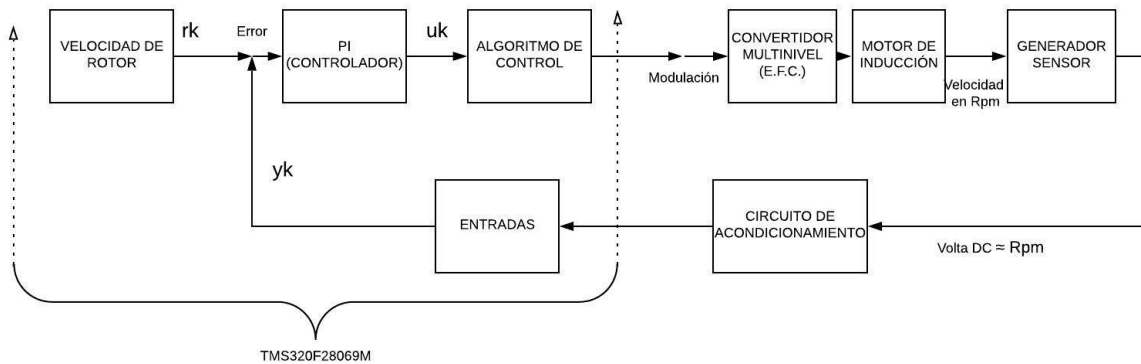 rk
Error
uk
VELOCIDAD DE
ROTOR
PI
(CONTROLADOR)
ALGORITMO DE
CONTROL
Modulación
CONVERTIDOR
MULTINIVEL
(E.F.C.)
MOTOR DE
INDUCCIÓN
Velocidad
en Rpm
GENERADOR
SENSOR
yk
ENTRADAS
CIRCUITO DE
ACONDICIONAMIENTO
Volta DC ≈ Rpm
TMS320F28069M